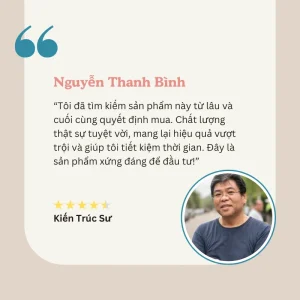 Nguyễn Thanh Bình
“Tôi đã tìm kiếm sản phẩm này từ lâu và
cuối cùng quyết định mua. Chất lượng
thật sự tuyệt vời, mang lại hiệu quả vượt
trội và giúp tôi tiết kiệm thời gian. Đây là
sản phẩm xứng đáng để đầu tư!”
Kiến Trúc Sư